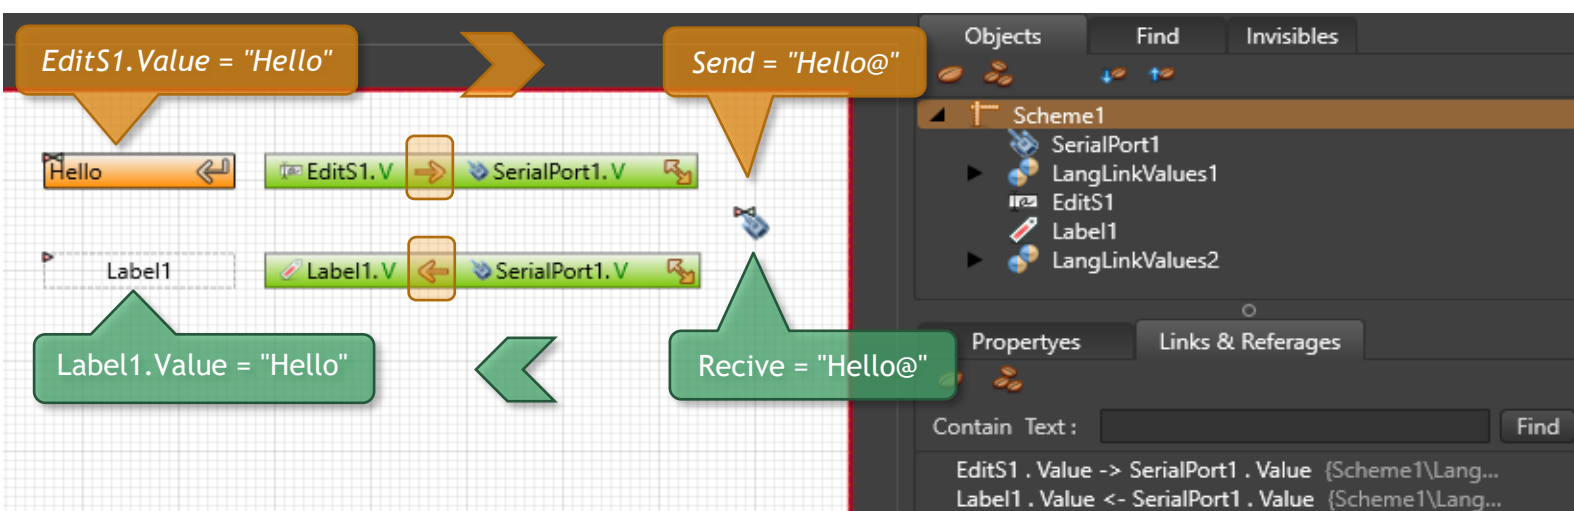 EditS1.Value = "Hello"
Send = "Hello@"
Hello
EditS1.V
SerialPort1.V
Label1
Label1.V
SerialPort1.V
Label1.Value = "Hello"
Recive = "Hello@"
Objects
Find
Invisibles
Scheme1
SerialPort1
LangLinkValues1
EditS1
Label1
LangLinkValues2
Propertyes
Links & Referages
Contain Text :
Find
EditS1 . Value -> SerialPort1 . Value {Scheme1\Lang...
Label1 . Value <- SerialPort1 . Value {Scheme1\Lang...